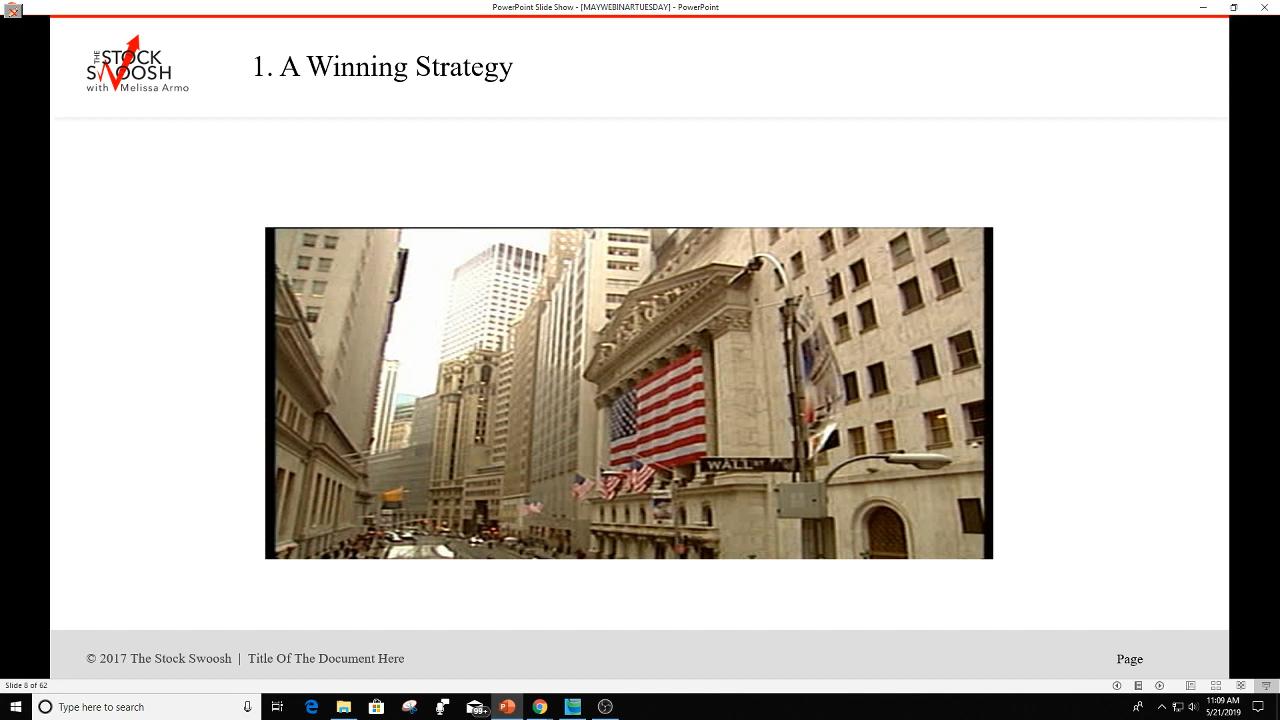 PowerPoint Slide Show - [MAYWEBINARTUESDAY] - PowerPoint
THE
STOCK
SWOOSH
with Melissa Armo
1. A Winning Strategy
WALL ST
© 2017 The Stock Swoosh | Title Of The Document Here
Page
Slide 8 of 62
Type here to search
99+
11:09 AM
5/21/2019